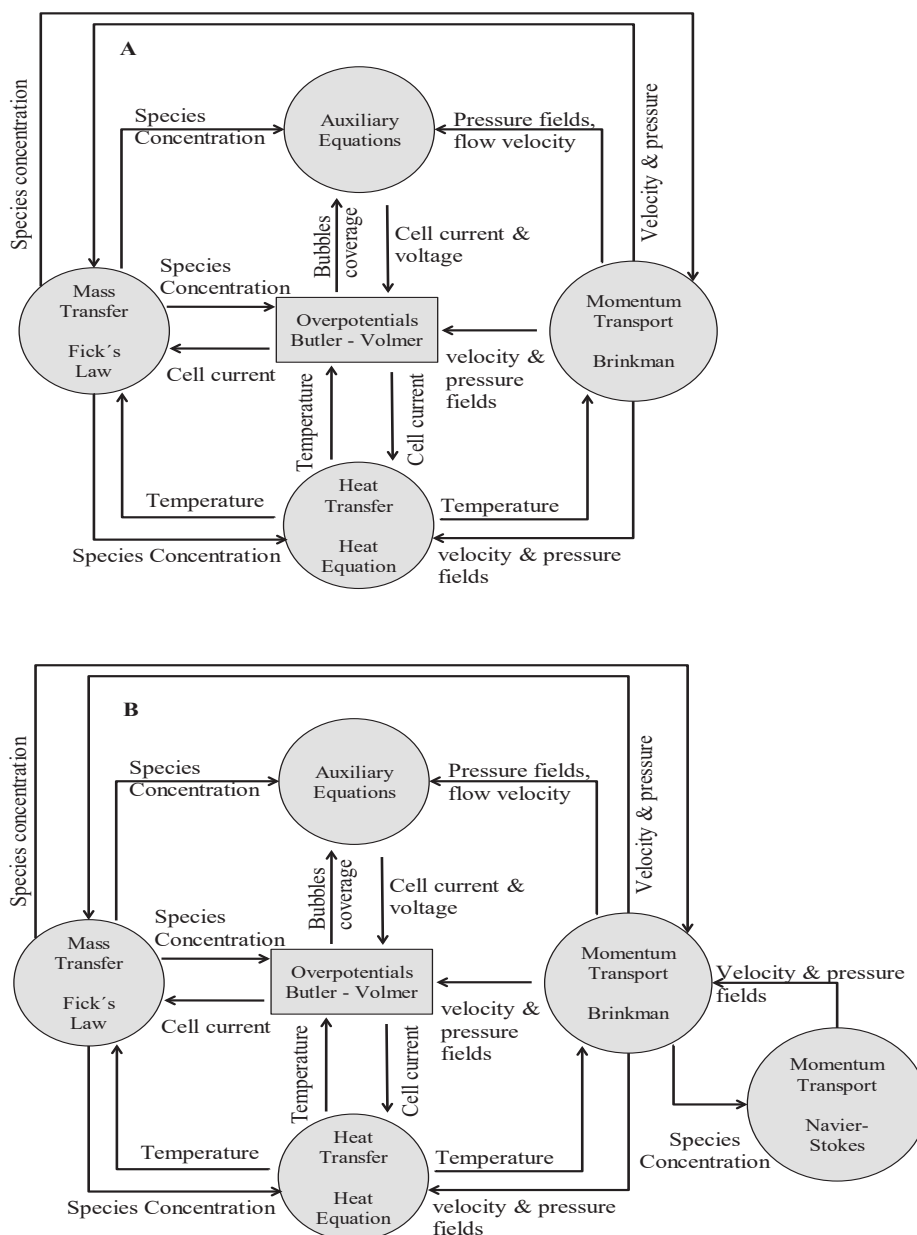 A
Species concentration
Species
Concentration
Auxiliary
Equations
Pressure fields,
flow velocity
Velocity & pressure
Bubbles
coverage
Cell current &
voltage
Mass
Transfer
Fick´s
Law
Species
Concentration
Cell current
Overpotentials
Butler - Volmer
velocity &
pressure
fields
Momentum
Transport
Brinkman
Temperature
Cell current
Temperature
Heat
Transfer
Heat
Equation
Temperature
Species Concentration
velocity & pressure
fields
B
Species concentration
Species
Concentration
Auxiliary
Equations
Pressure fields,
flow velocity
Velocity & pressure
Bubbles
coverage
Cell current &
voltage
Mass
Transfer
Fick´s
Law
Species
Concentration
Cell current
Overpotentials
Butler - Volmer
velocity &
pressure
fields
Momentum
Transport
Brinkman
Velocity & pressure
fields
Momentum
Transport
Navier-
Stokes
Species
Concentration
Temperature
Cell current
Temperature
Heat Transfer
Heat
Equation
Temperature
Species Concentration
velocity & pressure
fields